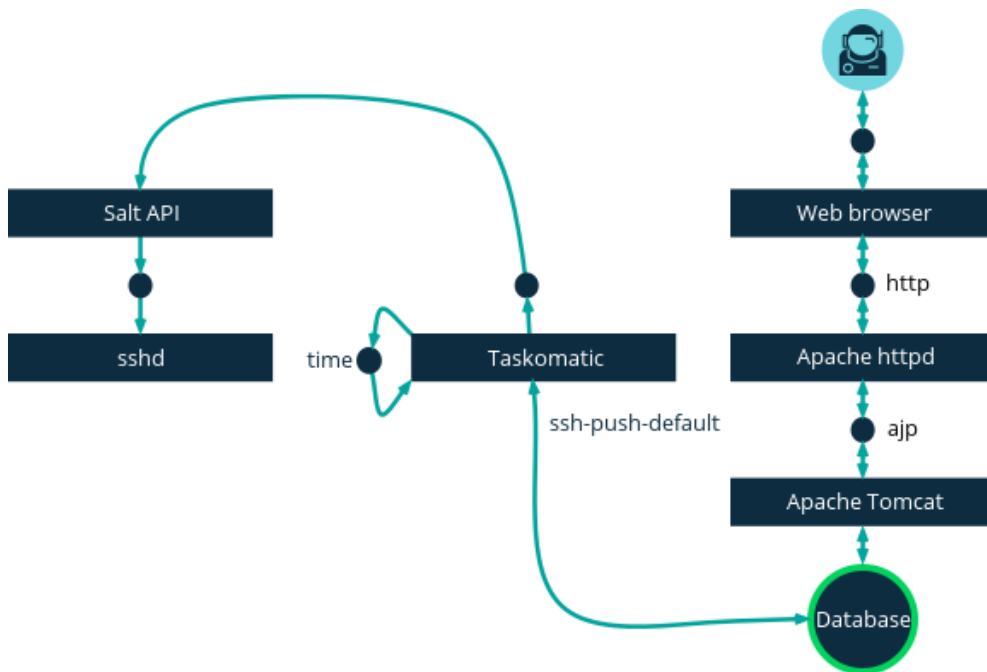 Salt API
Web browser
http
sshd
time
Taskomatic
Apache httpd
ssh-push-default
ajp
Apache Tomcat
Database